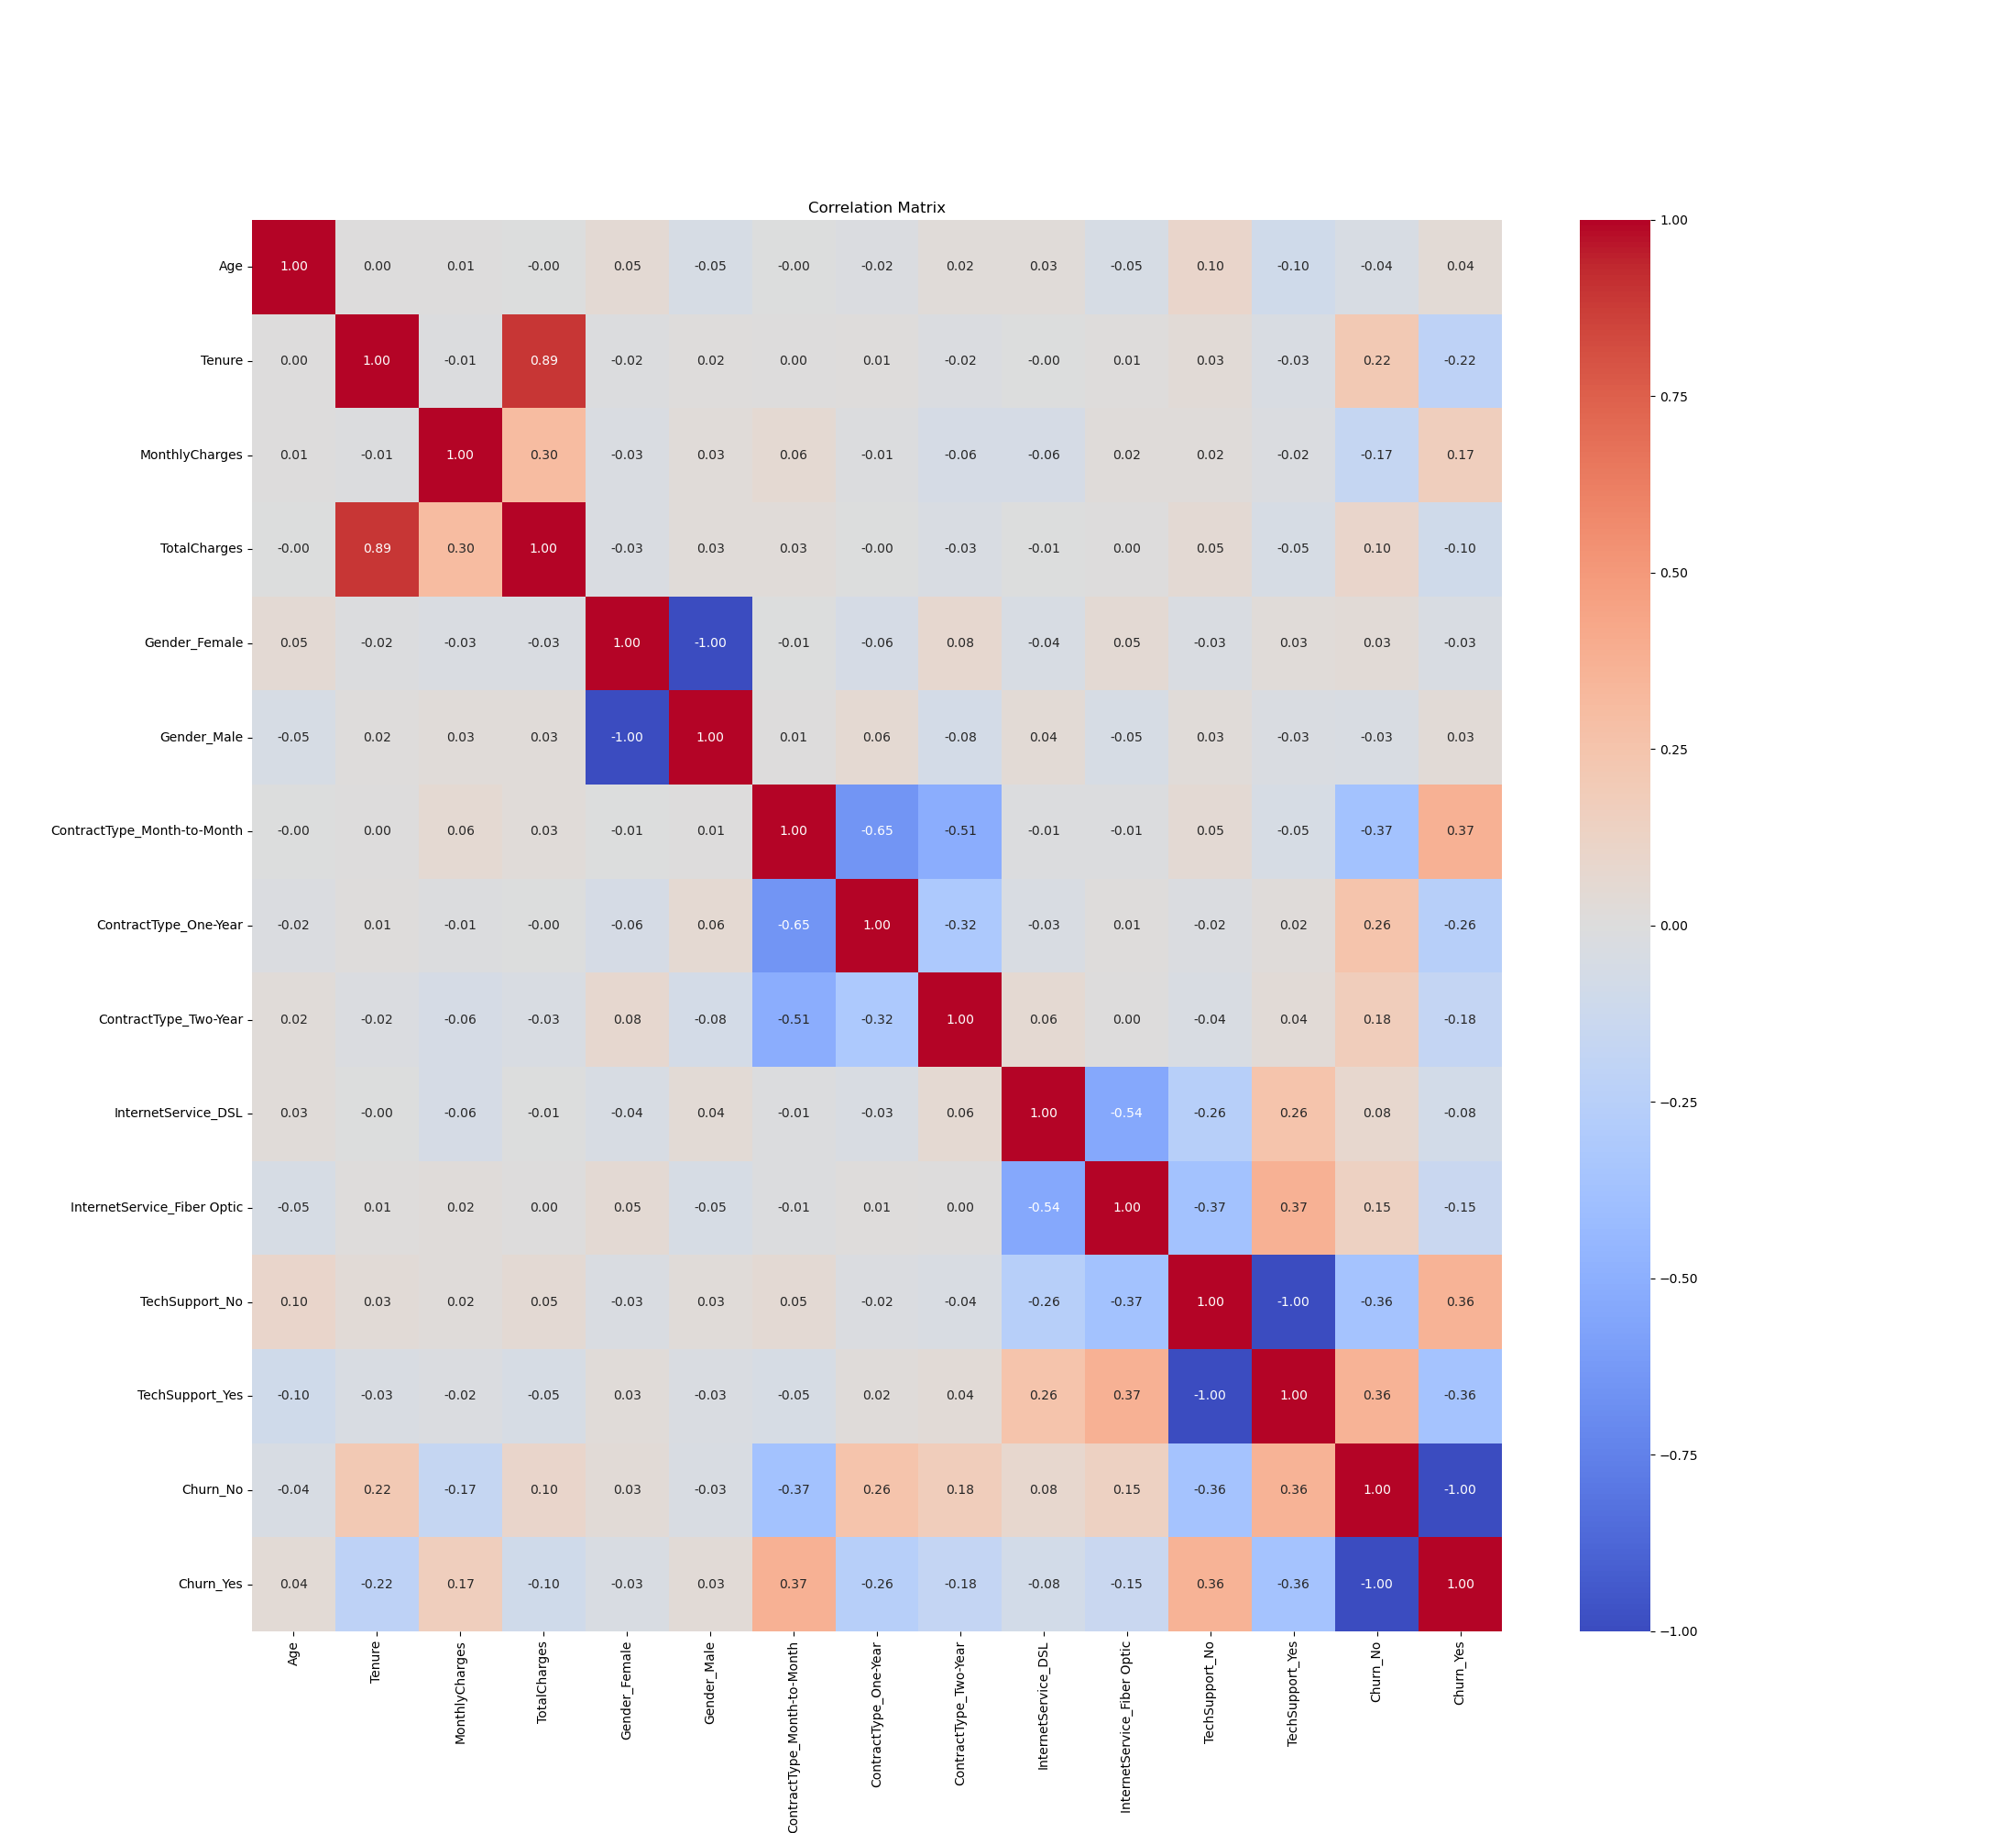 Correlation Matrix
Age 1.00 0.00 0.01 -0.00 0.05 -0.05 -0.00 -0.02 0.02 0.03 -0.05 0.10 -0.10 -0.04 0.04
Tenure 0.00 1.00 -0.01 0.89 -0.02 0.02 0.00 0.01 -0.02 -0.00 0.01 0.03 -0.03 0.22 -0.22
MonthlyCharges 0.01 -0.01 1.00 0.30 -0.03 0.03 0.06 -0.01 -0.06 -0.06 0.02 0.02 -0.02 -0.17 0.17
TotalCharges -0.00 0.89 0.30 1.00 -0.03 0.03 0.03 -0.00 -0.03 -0.01 0.00 0.05 -0.05 0.10 -0.10
Gender_Female 0.05 -0.02 -0.03 -0.03 1.00 -1.00 -0.01 -0.06 0.08 -0.04 0.05 -0.03 0.03 0.03 -0.03
Gender_Male -0.05 0.02 0.03 0.03 -1.00 1.00 0.01 0.06 -0.08 0.04 -0.05 0.03 -0.03 -0.03 0.03
ContractType_Month-to-Month -0.00 0.00 0.06 0.03 -0.01 0.01 1.00 -0.65 -0.51 -0.01 -0.01 0.05 -0.05 -0.37 0.37
ContractType_One-Year -0.02 0.01 -0.01 -0.00 -0.06 0.06 -0.65 1.00 -0.32 -0.03 0.01 -0.02 0.02 0.26 -0.26
ContractType_Two-Year 0.02 -0.02 -0.06 -0.03 0.08 -0.08 -0.51 -0.32 1.00 0.06 0.00 -0.04 0.04 0.18 -0.18
InternetService_DSL 0.03 -0.00 -0.06 -0.01 -0.04 0.04 -0.01 -0.03 0.06 1.00 -0.54 -0.26 0.26 0.08 -0.08
InternetService_Fiber Optic -0.05 0.01 0.02 0.00 0.05 -0.05 -0.01 0.01 0.00 -0.54 1.00 -0.37 0.37 0.15 -0.15
TechSupport_No 0.10 0.03 0.02 0.05 -0.03 0.03 0.05 -0.02 -0.04 -0.26 -0.37 1.00 -1.00 -0.36 0.36
TechSupport_Yes -0.10 -0.03 -0.02 -0.05 0.03 -0.03 -0.05 0.02 0.04 0.26 0.37 -1.00 1.00 0.36 -0.36
Churn_No -0.04 0.22 -0.17 0.10 0.03 -0.03 -0.37 0.26 0.18 0.08 0.15 -0.36 0.36 1.00 -1.00
Churn_Yes 0.04 -0.22 0.17 -0.10 -0.03 0.03 0.37 -0.26 -0.18 -0.08 -0.15 0.36 -0.36 -1.00 1.00
Age
Tenure
MonthlyCharges
TotalCharges
Gender_Female
Gender_Male
ContractType_Month-to-Month
ContractType_One-Year
ContractType_Two-Year
InternetService_DSL
InternetService_Fiber Optic
TechSupport_No
TechSupport_Yes
Churn_No
Churn_Yes
1.00
0.75
0.50
0.25
0.00
−0.25
−0.50
−0.75
−1.00